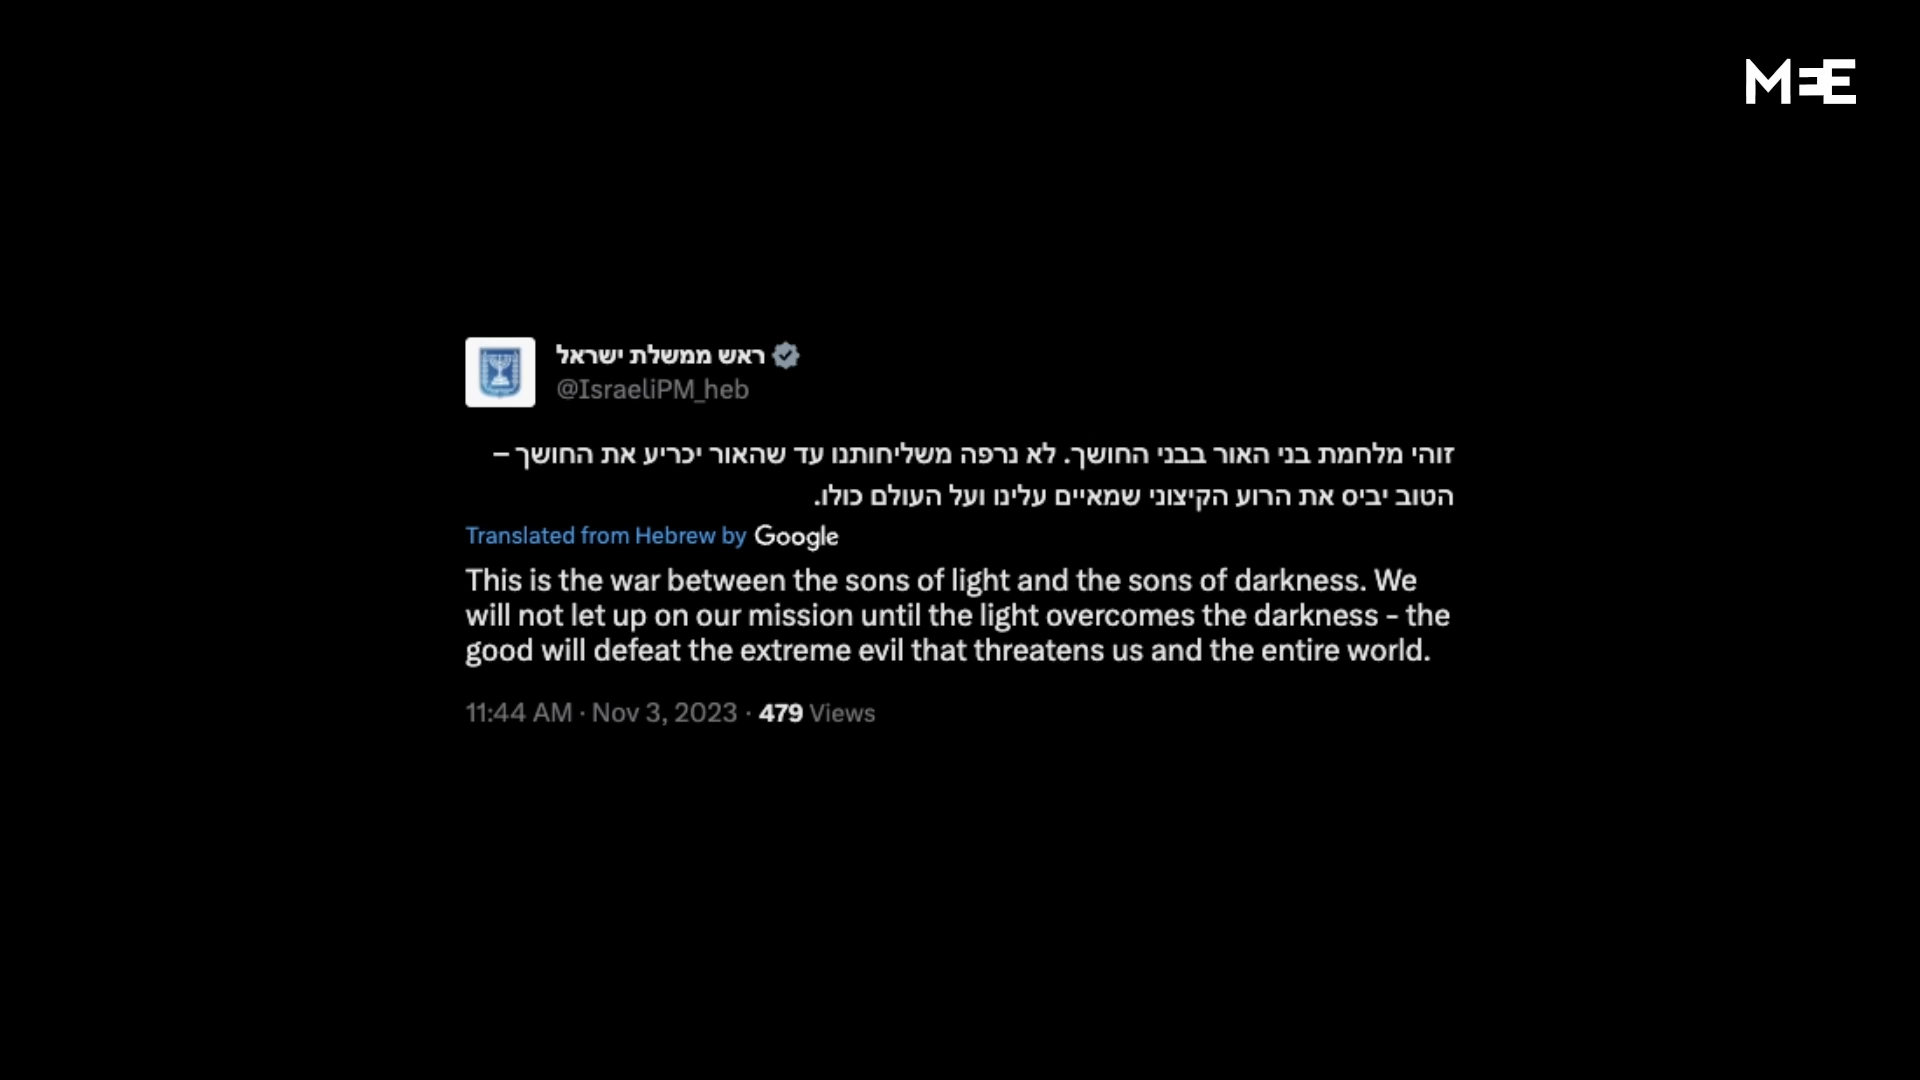 MEE
ראש ממשלת ישראל
@IsraeliPM_heb
זוהי מלחמת בני האור בבני החושך. לא נרפה משליחותנו עד שהאור יכריע את החושך –
הטוב יביס את הרוע הקיצוני שמאיים עלינו ועל העולם כולו.
Translated from Hebrew by Google
This is the war between the sons of light and the sons of darkness. We
will not let up on our mission until the light overcomes the darkness - the
good will defeat the extreme evil that threatens us and the entire world.
11:44 AM · Nov 3, 2023 · 479 Views